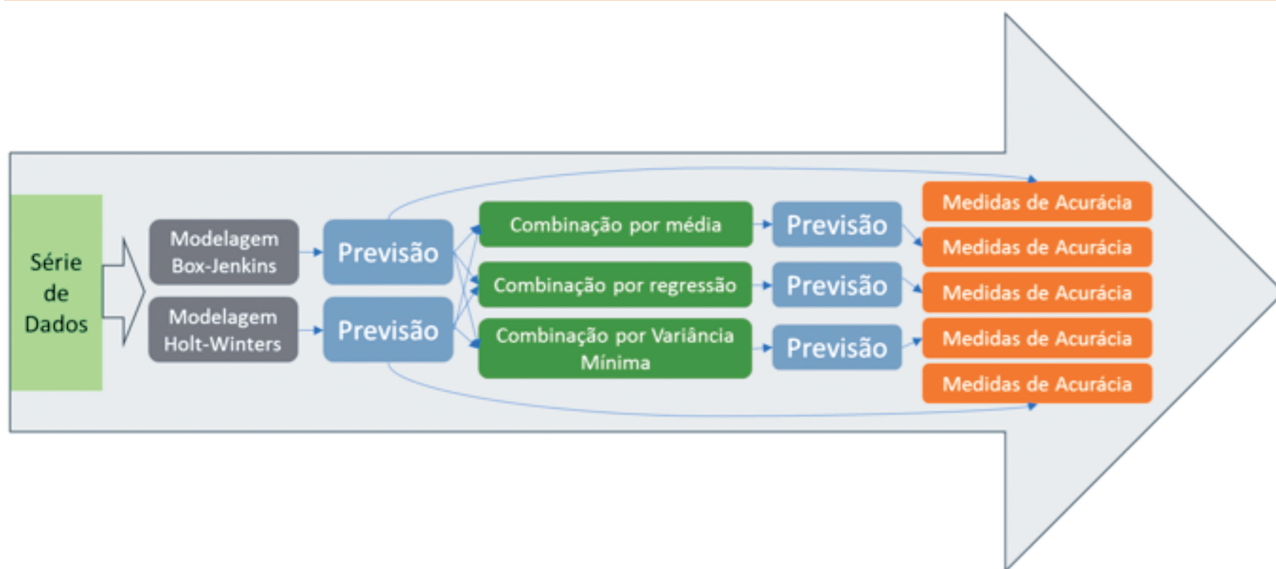 Série
de
Dados
Modelagem
Box-Jenkins
Modelagem
Holt-Winters
Previsão
Previsão
Combinação por média
Combinação por regressão
Combinação por Variância
Mínima
Previsão
Previsão
Previsão
Medidas de Acurácia
Medidas de Acurácia
Medidas de Acurácia
Medidas de Acurácia
Medidas de Acurácia